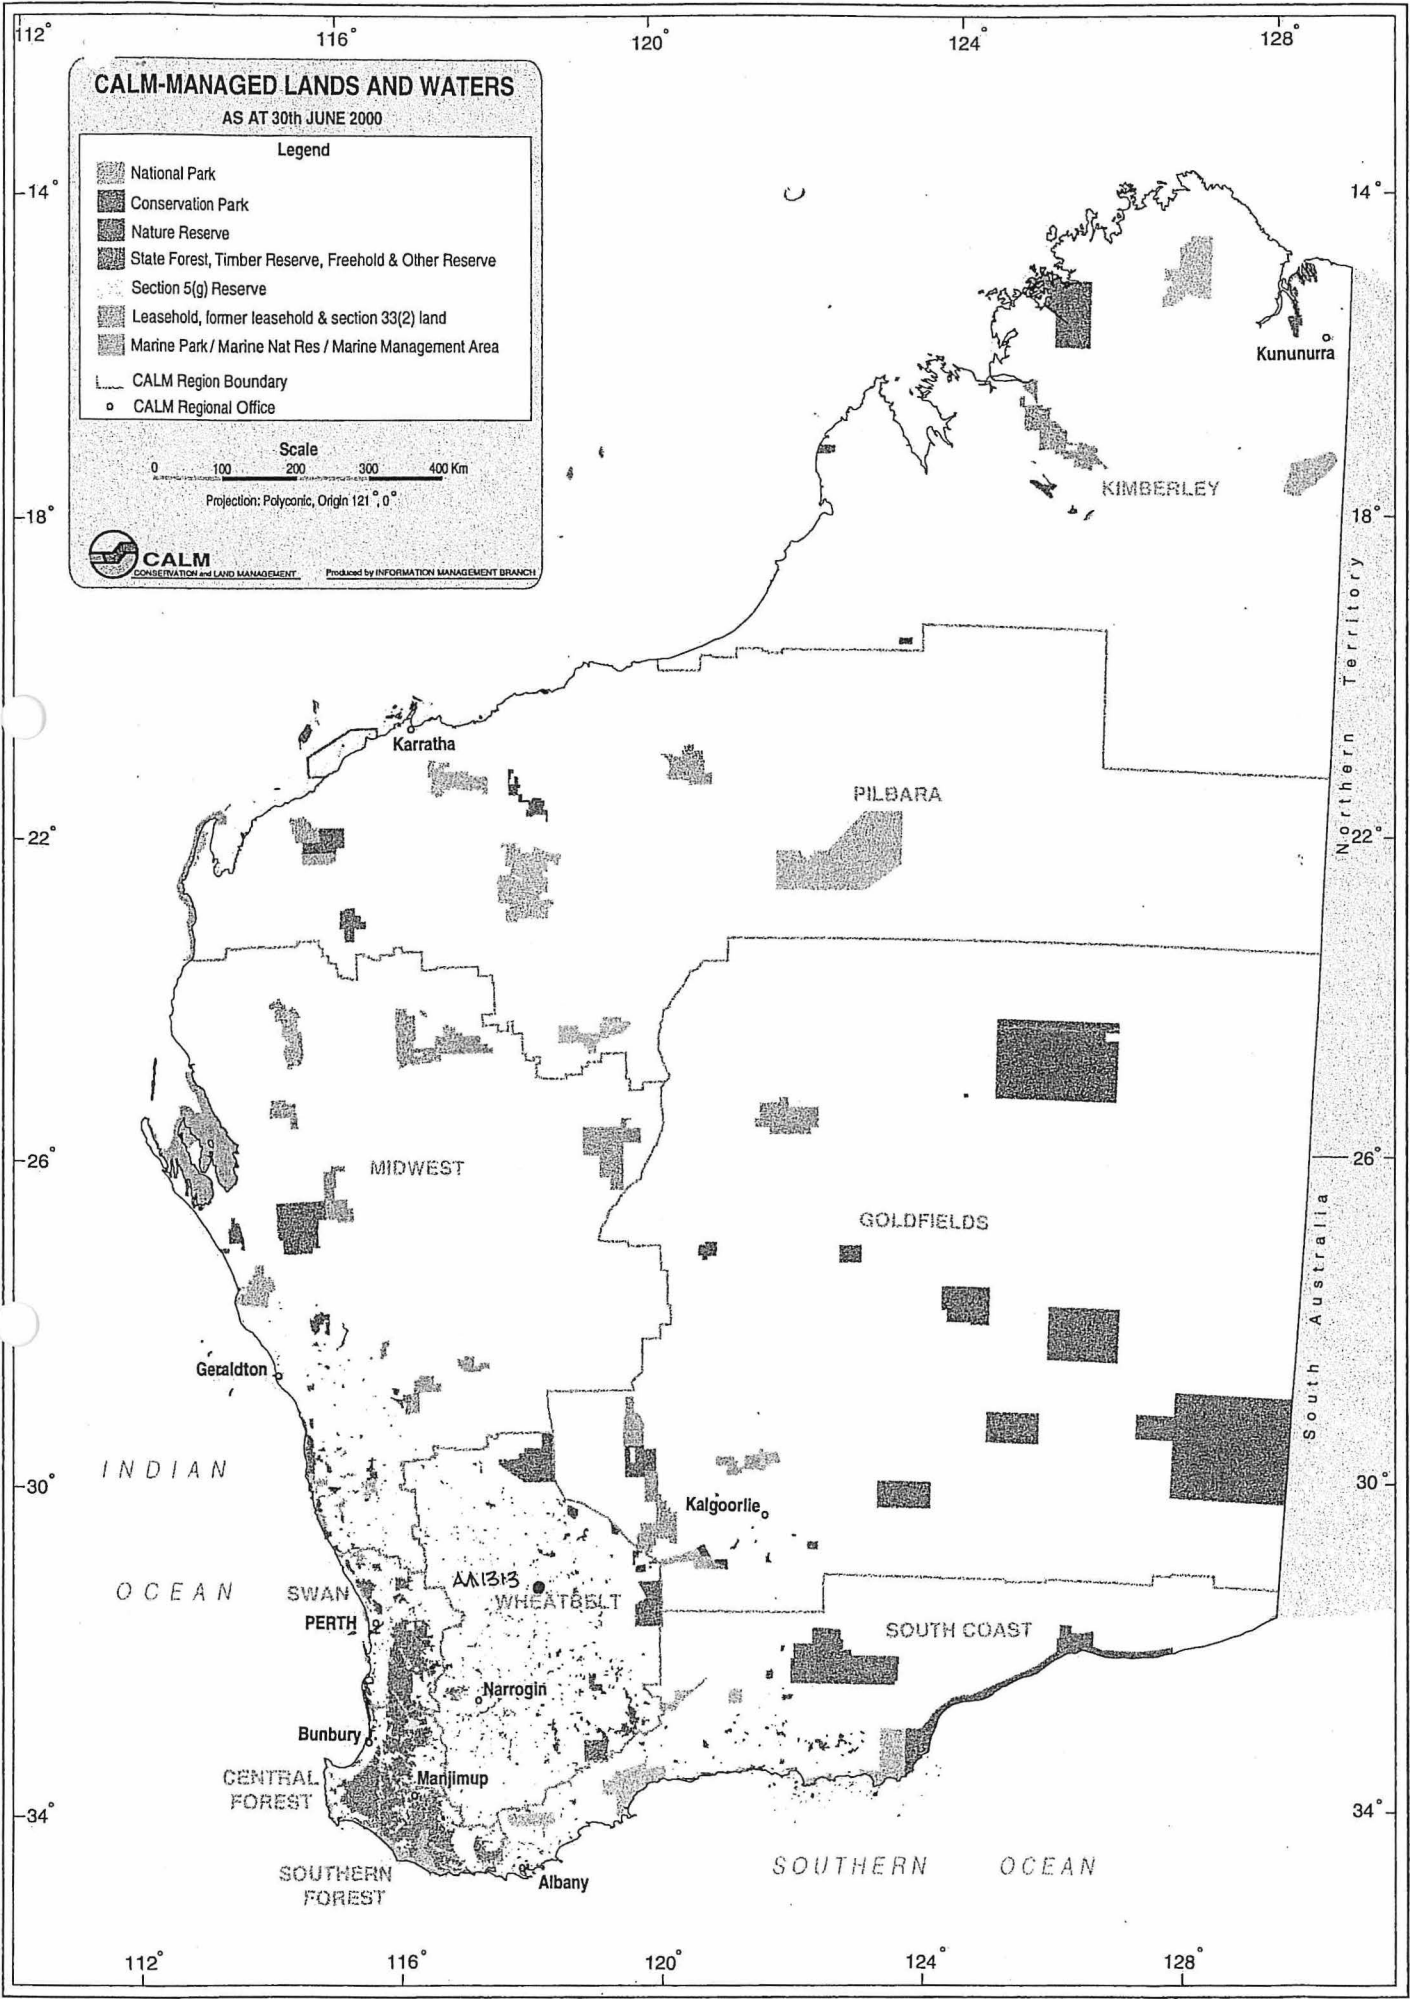 112° 116° 120° 124° 128°
CALM-MANAGED LANDS AND WATERS
AS AT 30th JUNE 2000
Legend
National Park
Conservation Park
Nature Reserve
State Forest, Timber Reserve, Freehold & Other Reserve
Section 5(g) Reserve
Leasehold, former leasehold & section 33(2) land
Marine Park / Marine Nat Res / Marine Management Area
CALM Region Boundary
CALM Regional Office
Scale
0 100 200 300 400 Km
Projection: Polyconic, Origin 121°, 0°
CALM
CONSERVATION and LAND MANAGEMENT
Produced by INFORMATION MANAGEMENT BRANCH
14° 14°
Kununurra
KIMBERLEY
18° 18°
Northern Territory
Karratha
PILBARA
22° 22°
MIDWEST
26° 26°
GOLDFIELDS
South Australia
Geraldton
INDIAN
30° 30°
Kalgoorlie
OCEAN
SWAN
1313
WHEATBELT
PERTH
SOUTH COAST
Narrogin
Bunbury
CENTRAL
FOREST
Manjimup
34° 34°
SOUTHERN
FOREST
Albany
SOUTHERN OCEAN
112° 116° 120° 124° 128°